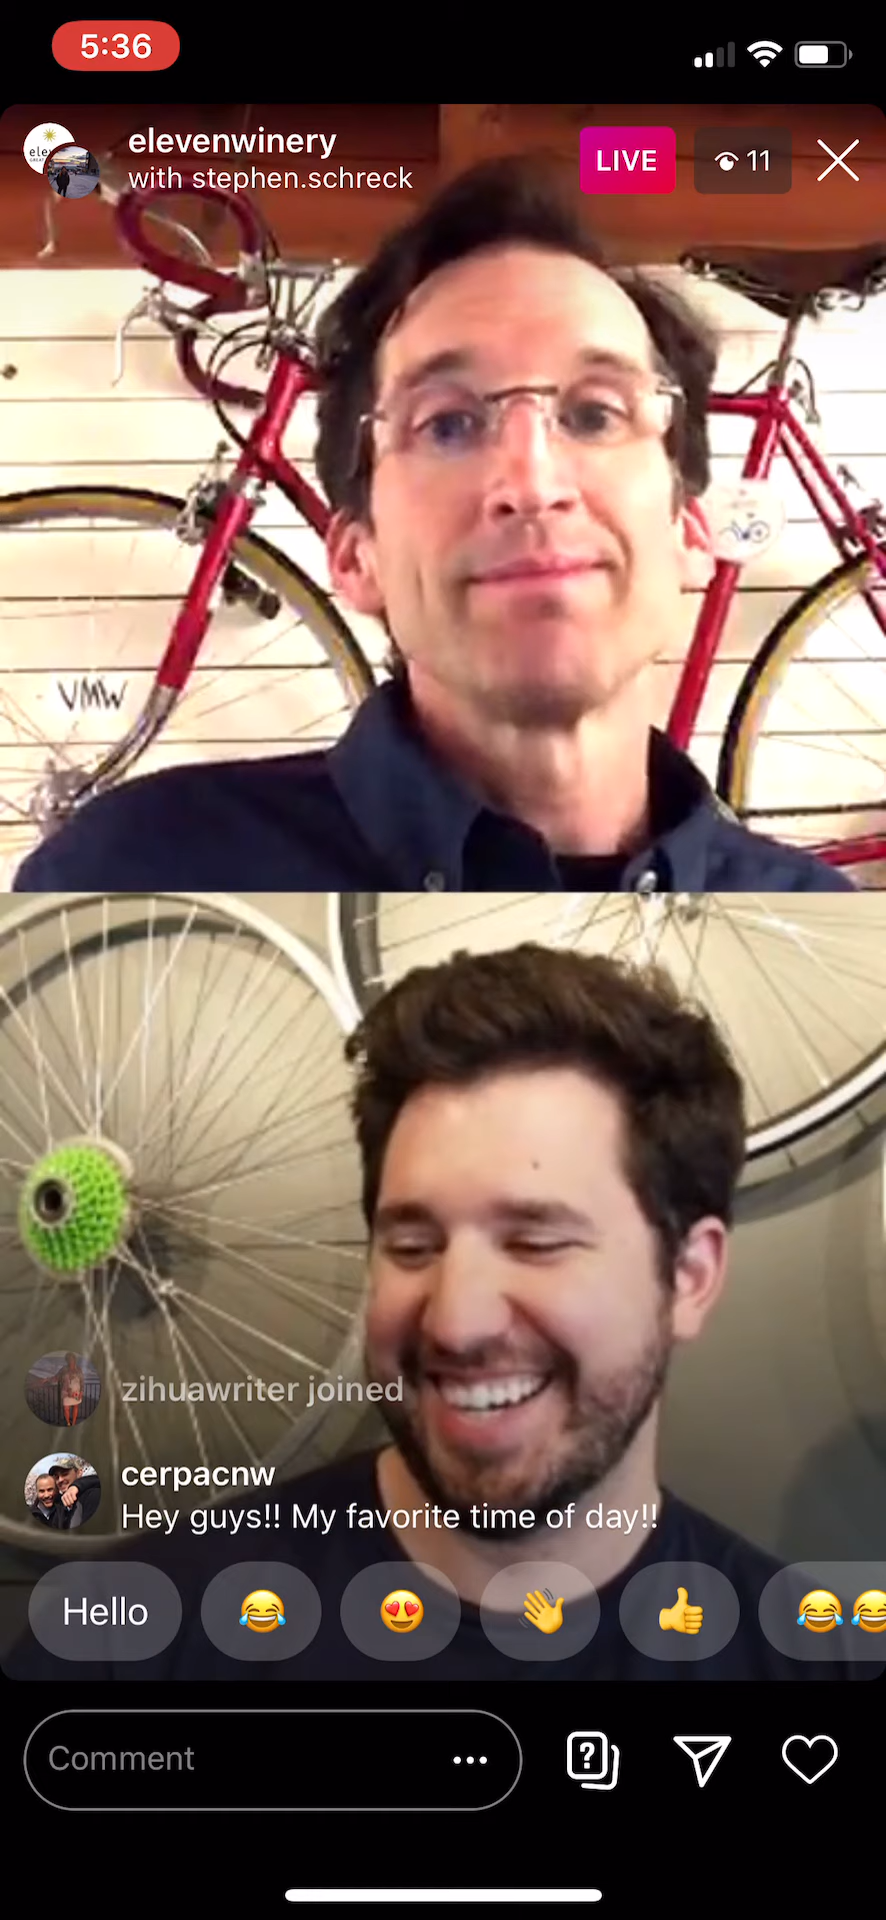 5:36
elevenwinery
with stephen.schreck
LIVE
11
VMW
zihuawriter joined
cerpacnw
Hey guys!! My favorite time of day!!
Hello
Comment